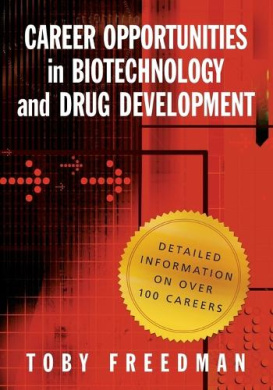 CAREER OPPORTUNITIES
in BIOTECHNOLOGY
and DRUG DEVELOPMENT
DETAILED
INFORMATION
ON OVER
100 CAREERS
TOBY FREEDMAN